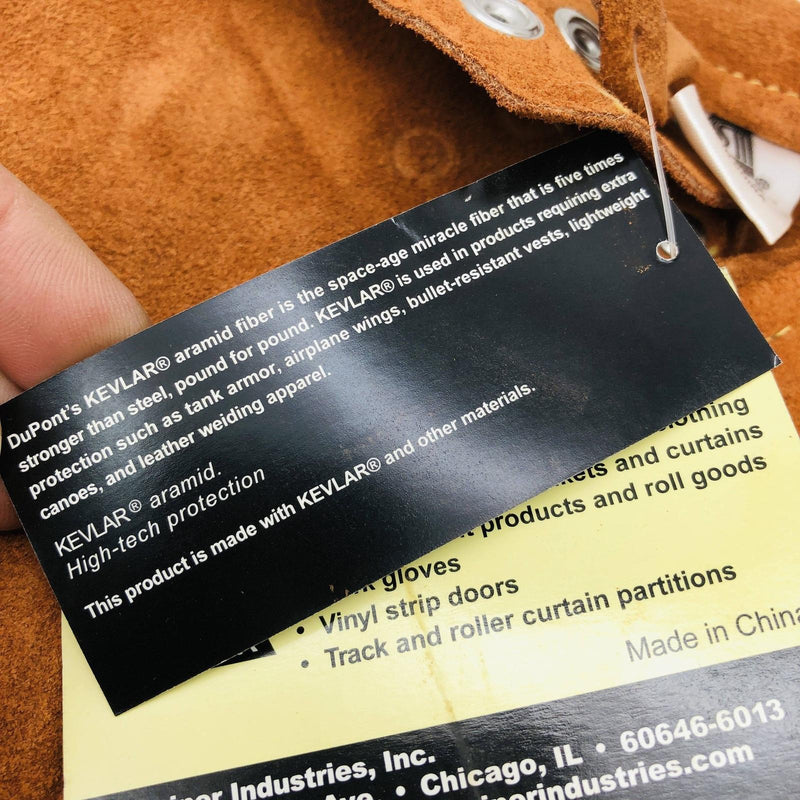 DuPont's KEVLAR® aramid fiber is the space-age miracle fiber that is five times
stronger than steel, pound for pound. KEVLAR® is used in products requiring extra
protection such as tank armor, airplane wings, bullet-resistant vests, lightweight
canoes, and leather welding apparel.
KEVLAR® aramid.
High-tech protection
This product is made with KEVLAR® and other materials.
and curtains
products and roll goods
gloves
• Vinyl strip doors
• Track and roller curtain partitions
Made in China
Industries, Inc.
Ave. • Chicago, IL • 60646-6013